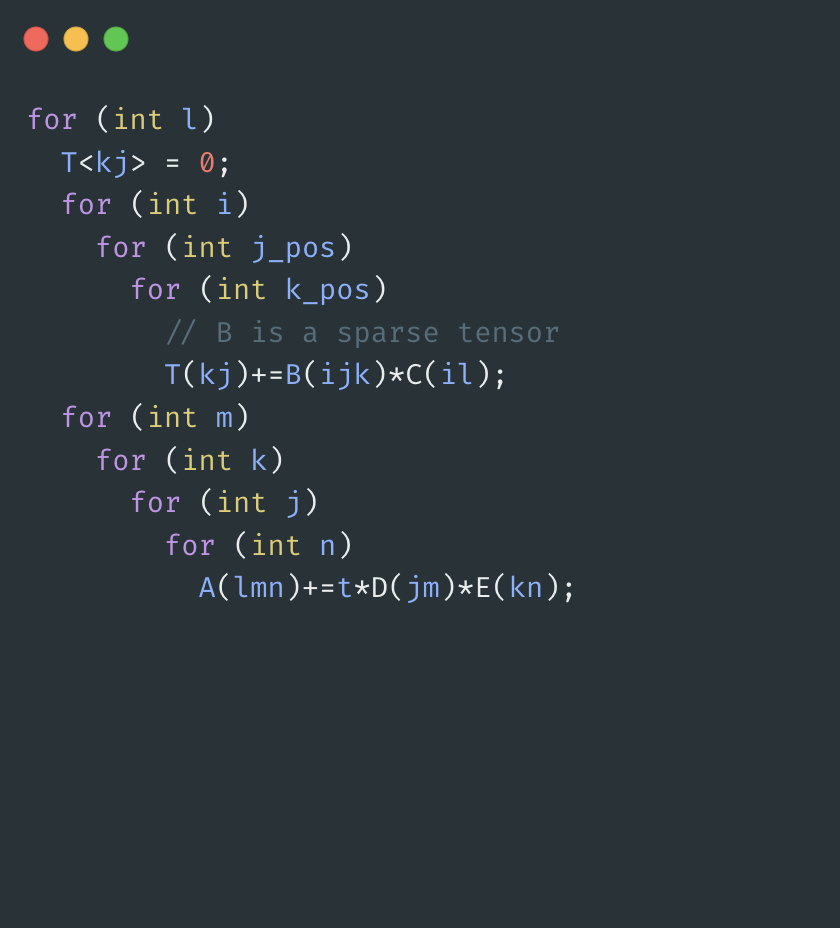 for (int l)
T<kj> = 0;
for (int i)
for (int j_pos)
for (int k_pos)
// B is a sparse tensor
T(kj)+=B(ijk)*C(il);
for (int m)
for (int k)
for (int j)
for (int n)
A(lmn)+=t*D(jm)*E(kn);